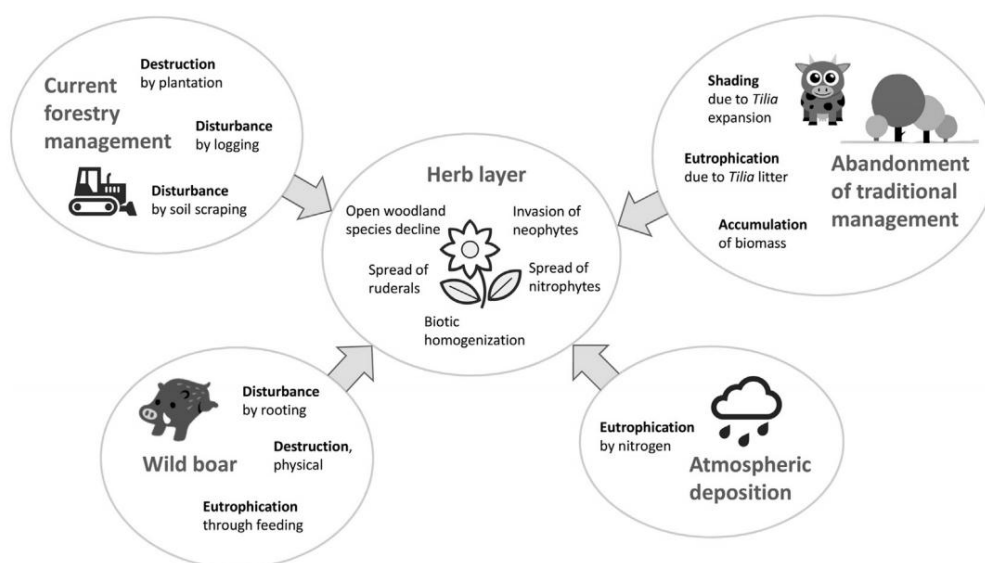 Current
forestry
management
Destruction
by plantation
Disturbance
by logging
Disturbance
by soil scraping
Shading
due to Tilia
expansion
Eutrophication
due to Tilia litter
Accumulation
of biomass
Abandonment
of traditional
management
Herb layer
Open woodland
species decline
Invasion of
neophytes
Spread of
ruderals
Spread of
nitrophytes
Biotic
homogenization
Wild boar
Disturbance
by rooting
Destruction,
physical
Eutrophication
through feeding
Eutrophication
by nitrogen
Atmospheric
deposition